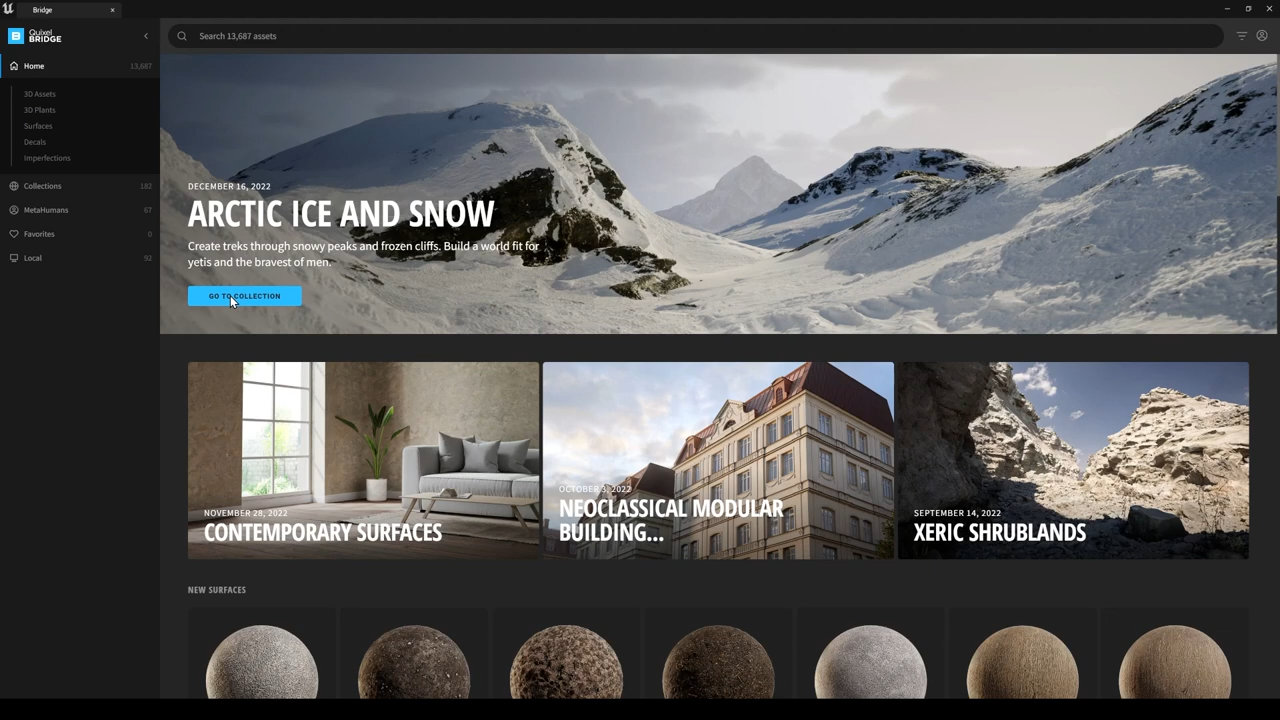 Bridge
Quixel
BRIDGE
Search 13,687 assets
Home 13,687
3D Assets
3D Plants
Surfaces
Decals
Imperfections
Collections 182
MetaHumans 67
Favorites 0
Local 92
DECEMBER 16, 2022
ARCTIC ICE AND SNOW
Create treks through snowy peaks and frozen cliffs. Build a world fit for
yetis and the bravest of men.
GO TO COLLECTION
NOVEMBER 28, 2022
CONTEMPORARY SURFACES
OCTOBER 3, 2022
NEOCLASSICAL MODULAR
BUILDING...
SEPTEMBER 14, 2022
XERIC SHRUBLANDS
NEW SURFACES